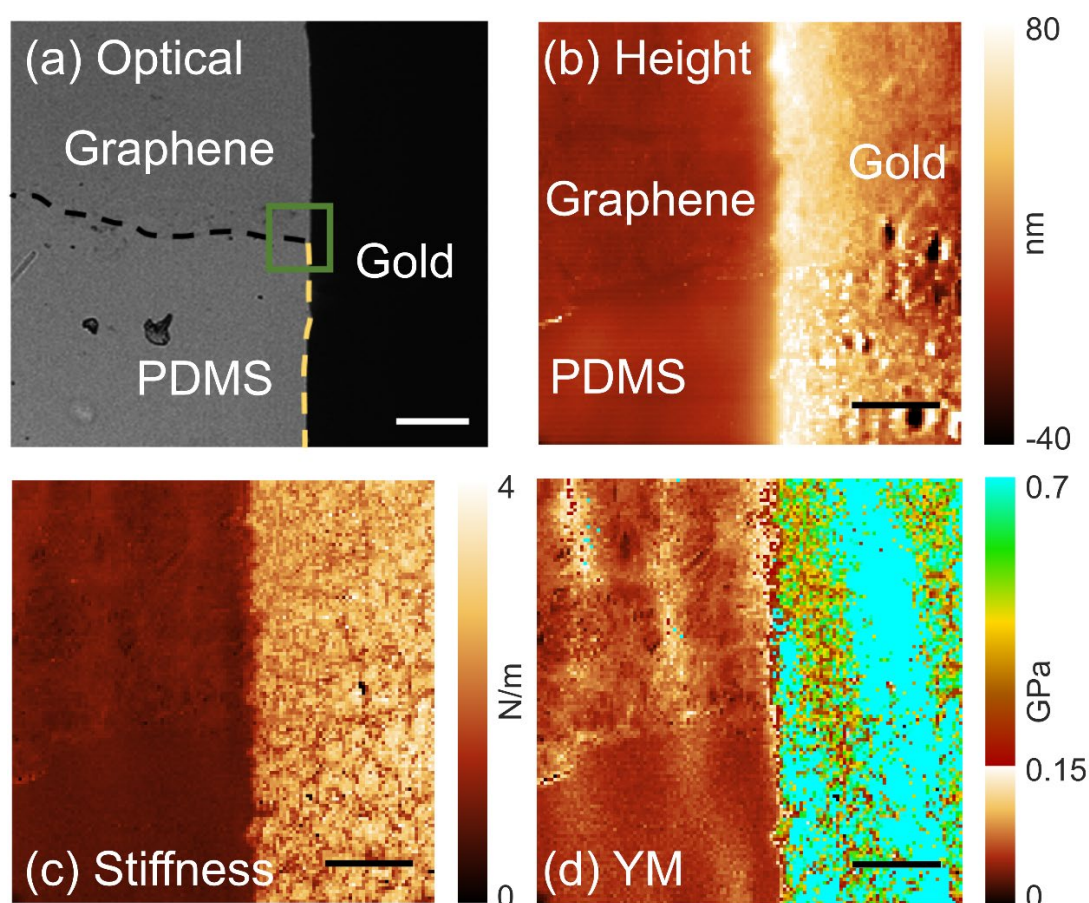 (a) Optical
Graphene
Gold
PDMS
(b) Height
Graphene
Gold
PDMS
80
nm
-40
(c) Stiffness
4
N/m
0
(d) YM
0.7
GPa
0.15
0